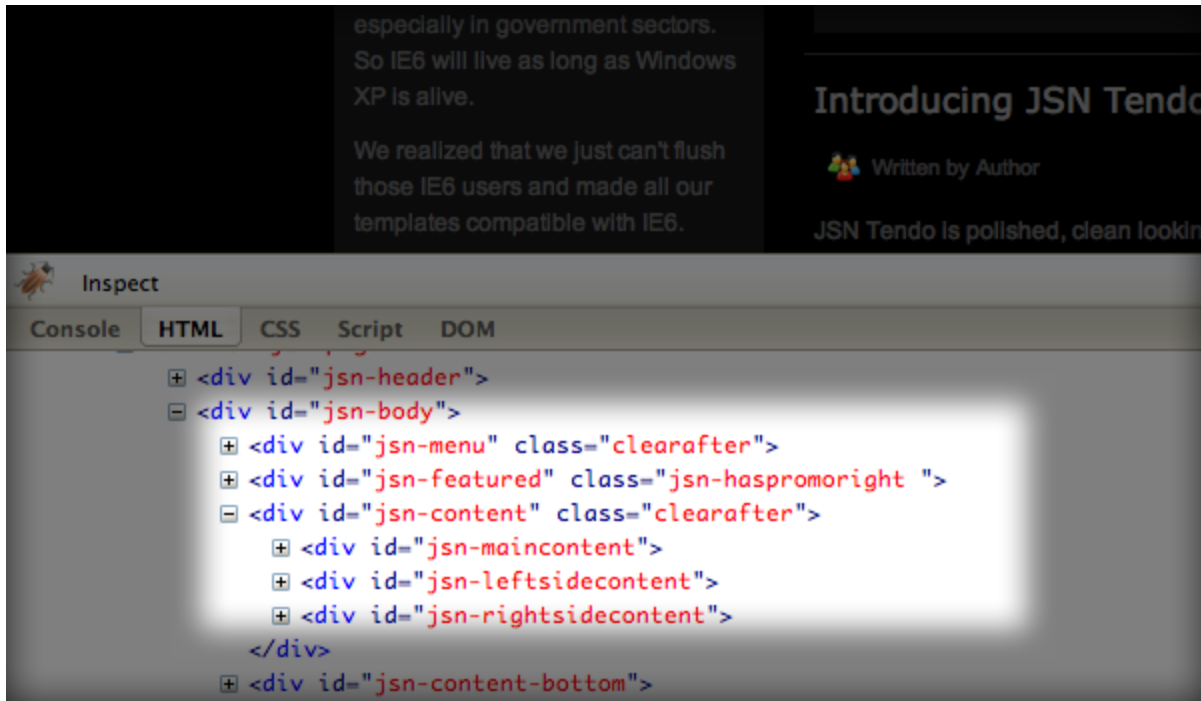 especially in government sectors.
So IE6 will live as long as Windows
XP is alive.
We realized that we just can't flush
those IE6 users and made all our
templates compatible with IE6.
Introducing JSN Tendo
Written by Author
JSN Tendo is polished, clean lookin
Inspect
Console HTML CSS Script DOM
<div id="jsn-header">
<div id="jsn-body">
<div id="jsn-menu" class="clearafter">
<div id="jsn-featured" class="jsn-haspromoright ">
<div id="jsn-content" class="clearafter">
<div id="jsn-maincontent">
<div id="jsn-leftsidecontent">
<div id="jsn-rightsidecontent">
</div>
<div id="jsn-content-bottom">